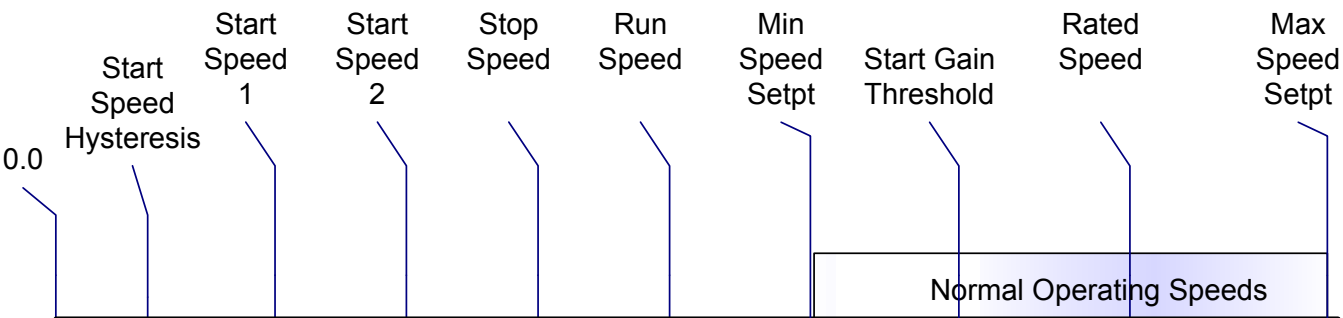 0.0
Start
Speed
Hysteresis
Start
Speed
1
Start
Speed
2
Stop
Speed
Run
Speed
Min
Speed
Setpt
Start Gain
Threshold
Rated
Speed
Max
Speed
Setpt
Normal Operating Speeds